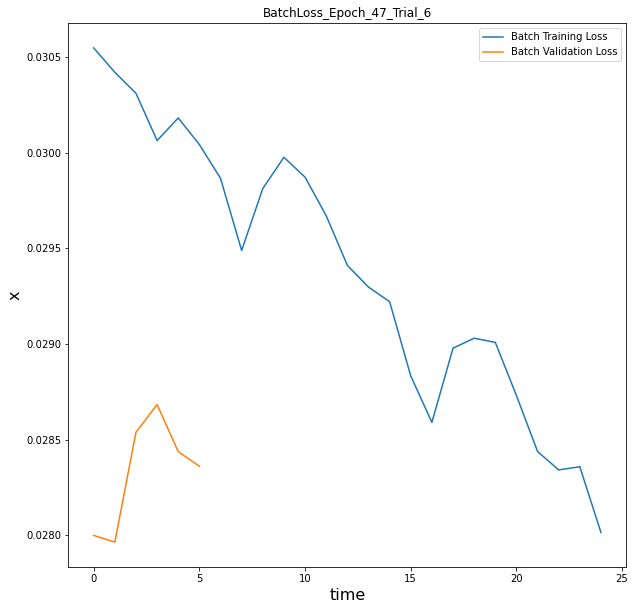 BatchLoss_Epoch_47_Trial_6
Batch Training Loss
Batch Validation Loss
x
0.0305
0.0300
0.0295
0.0290
0.0285
0.0280
0 5 10 15 20 25
time